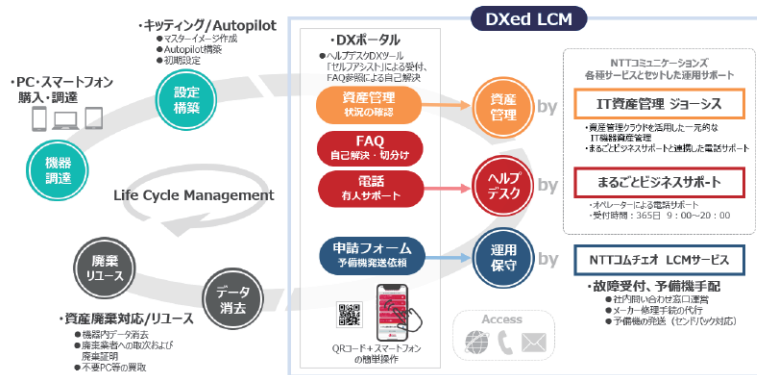 DXed LCM
・キッティング/Autopilot
●マスターイメージ作成
●Autopilot構築
●初期設定
・PC・スマートフォン
購入・調達
設定
構築
機器
調達
Life Cycle Management
廃棄
リユース
データ
消去
・資産廃棄対応/リユース
●機器内データ消去
●廃棄業者への取次および
廃棄証明
●不要PC等の買取
・DXポータル
●ヘルプデスクDXツール
「セルフアシスト」による受付、
FAQ参照による自己解決
資産管理
状況の確認
FAQ
自己解決・切分け
電話
有人サポート
申請フォーム
予備機発送依頼
QRコード+スマートフォン
の簡単操作
資産
管理
by
ヘルプ
デスク
by
運用
保守
by
Access
NTTコミュニケーションズ
各種サービスとセットした運用サポート
IT資産管理 ジョーシス
・資産管理クラウドを活用した一元的な
IT機器資産管理
・まるごとビジネスサポートと連携した電話サポート
まるごとビジネスサポート
・オペレーターによる電話サポート
・受付時間：365日 9：00～20：00
NTTコムチェオ LCMサービス
・故障受付、予備機手配
●社内問い合わせ窓口運営
●メーカー修理手続の代行
●予備機の発送（センドバック対応）